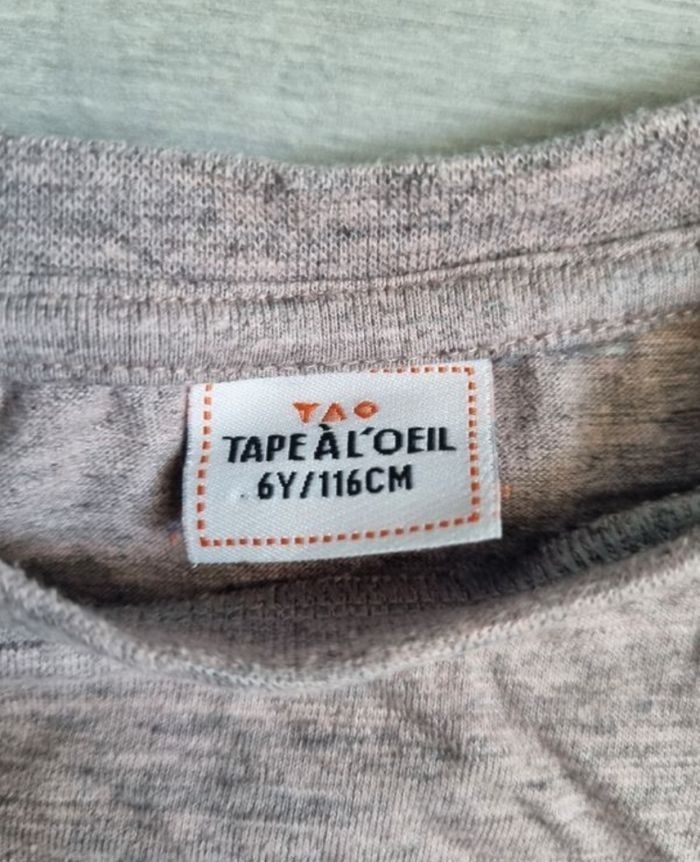 TAO
TAPE À L'OEIL
6Y/116CM